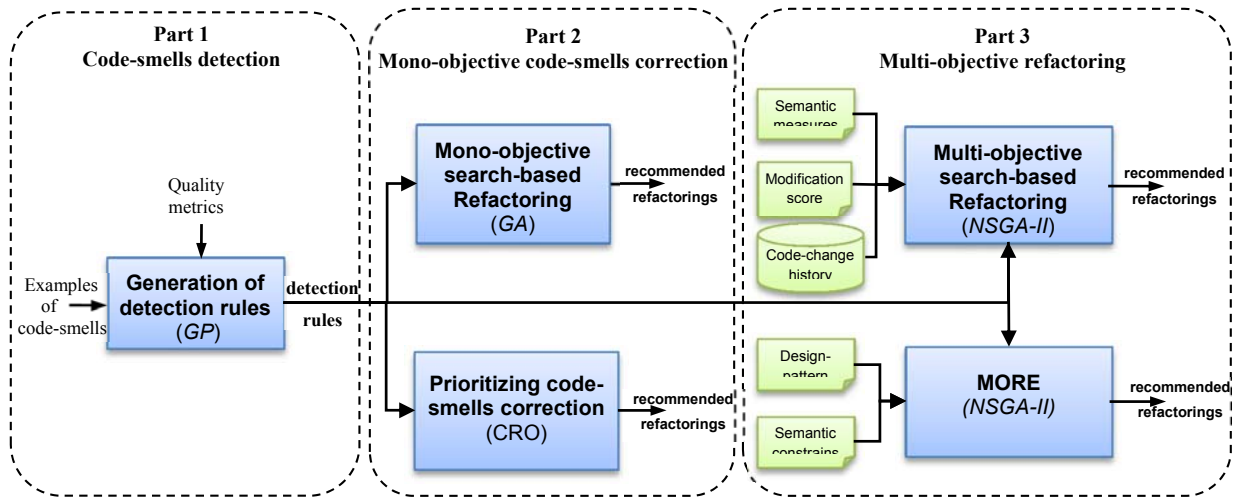 Part 1
Code-smells detection
Quality
metrics
Examples
of
code-smells
Generation of
detection rules
(GP)
detection
rules
Part 2
Mono-objective code-smells correction
Mono-objective
search-based
Refactoring
(GA)
recommended
refactorings
Prioritizing code-
smells correction
(CRO)
recommended
refactorings
Part 3
Multi-objective refactoring
Semantic
measures
Modification
score
Code-change
history
Multi-objective
search-based
Refactoring
(NSGA-II)
recommended
refactorings
Design-
pattern
Semantic
constrains
MORE
(NSGA-II)
recommended
refactorings